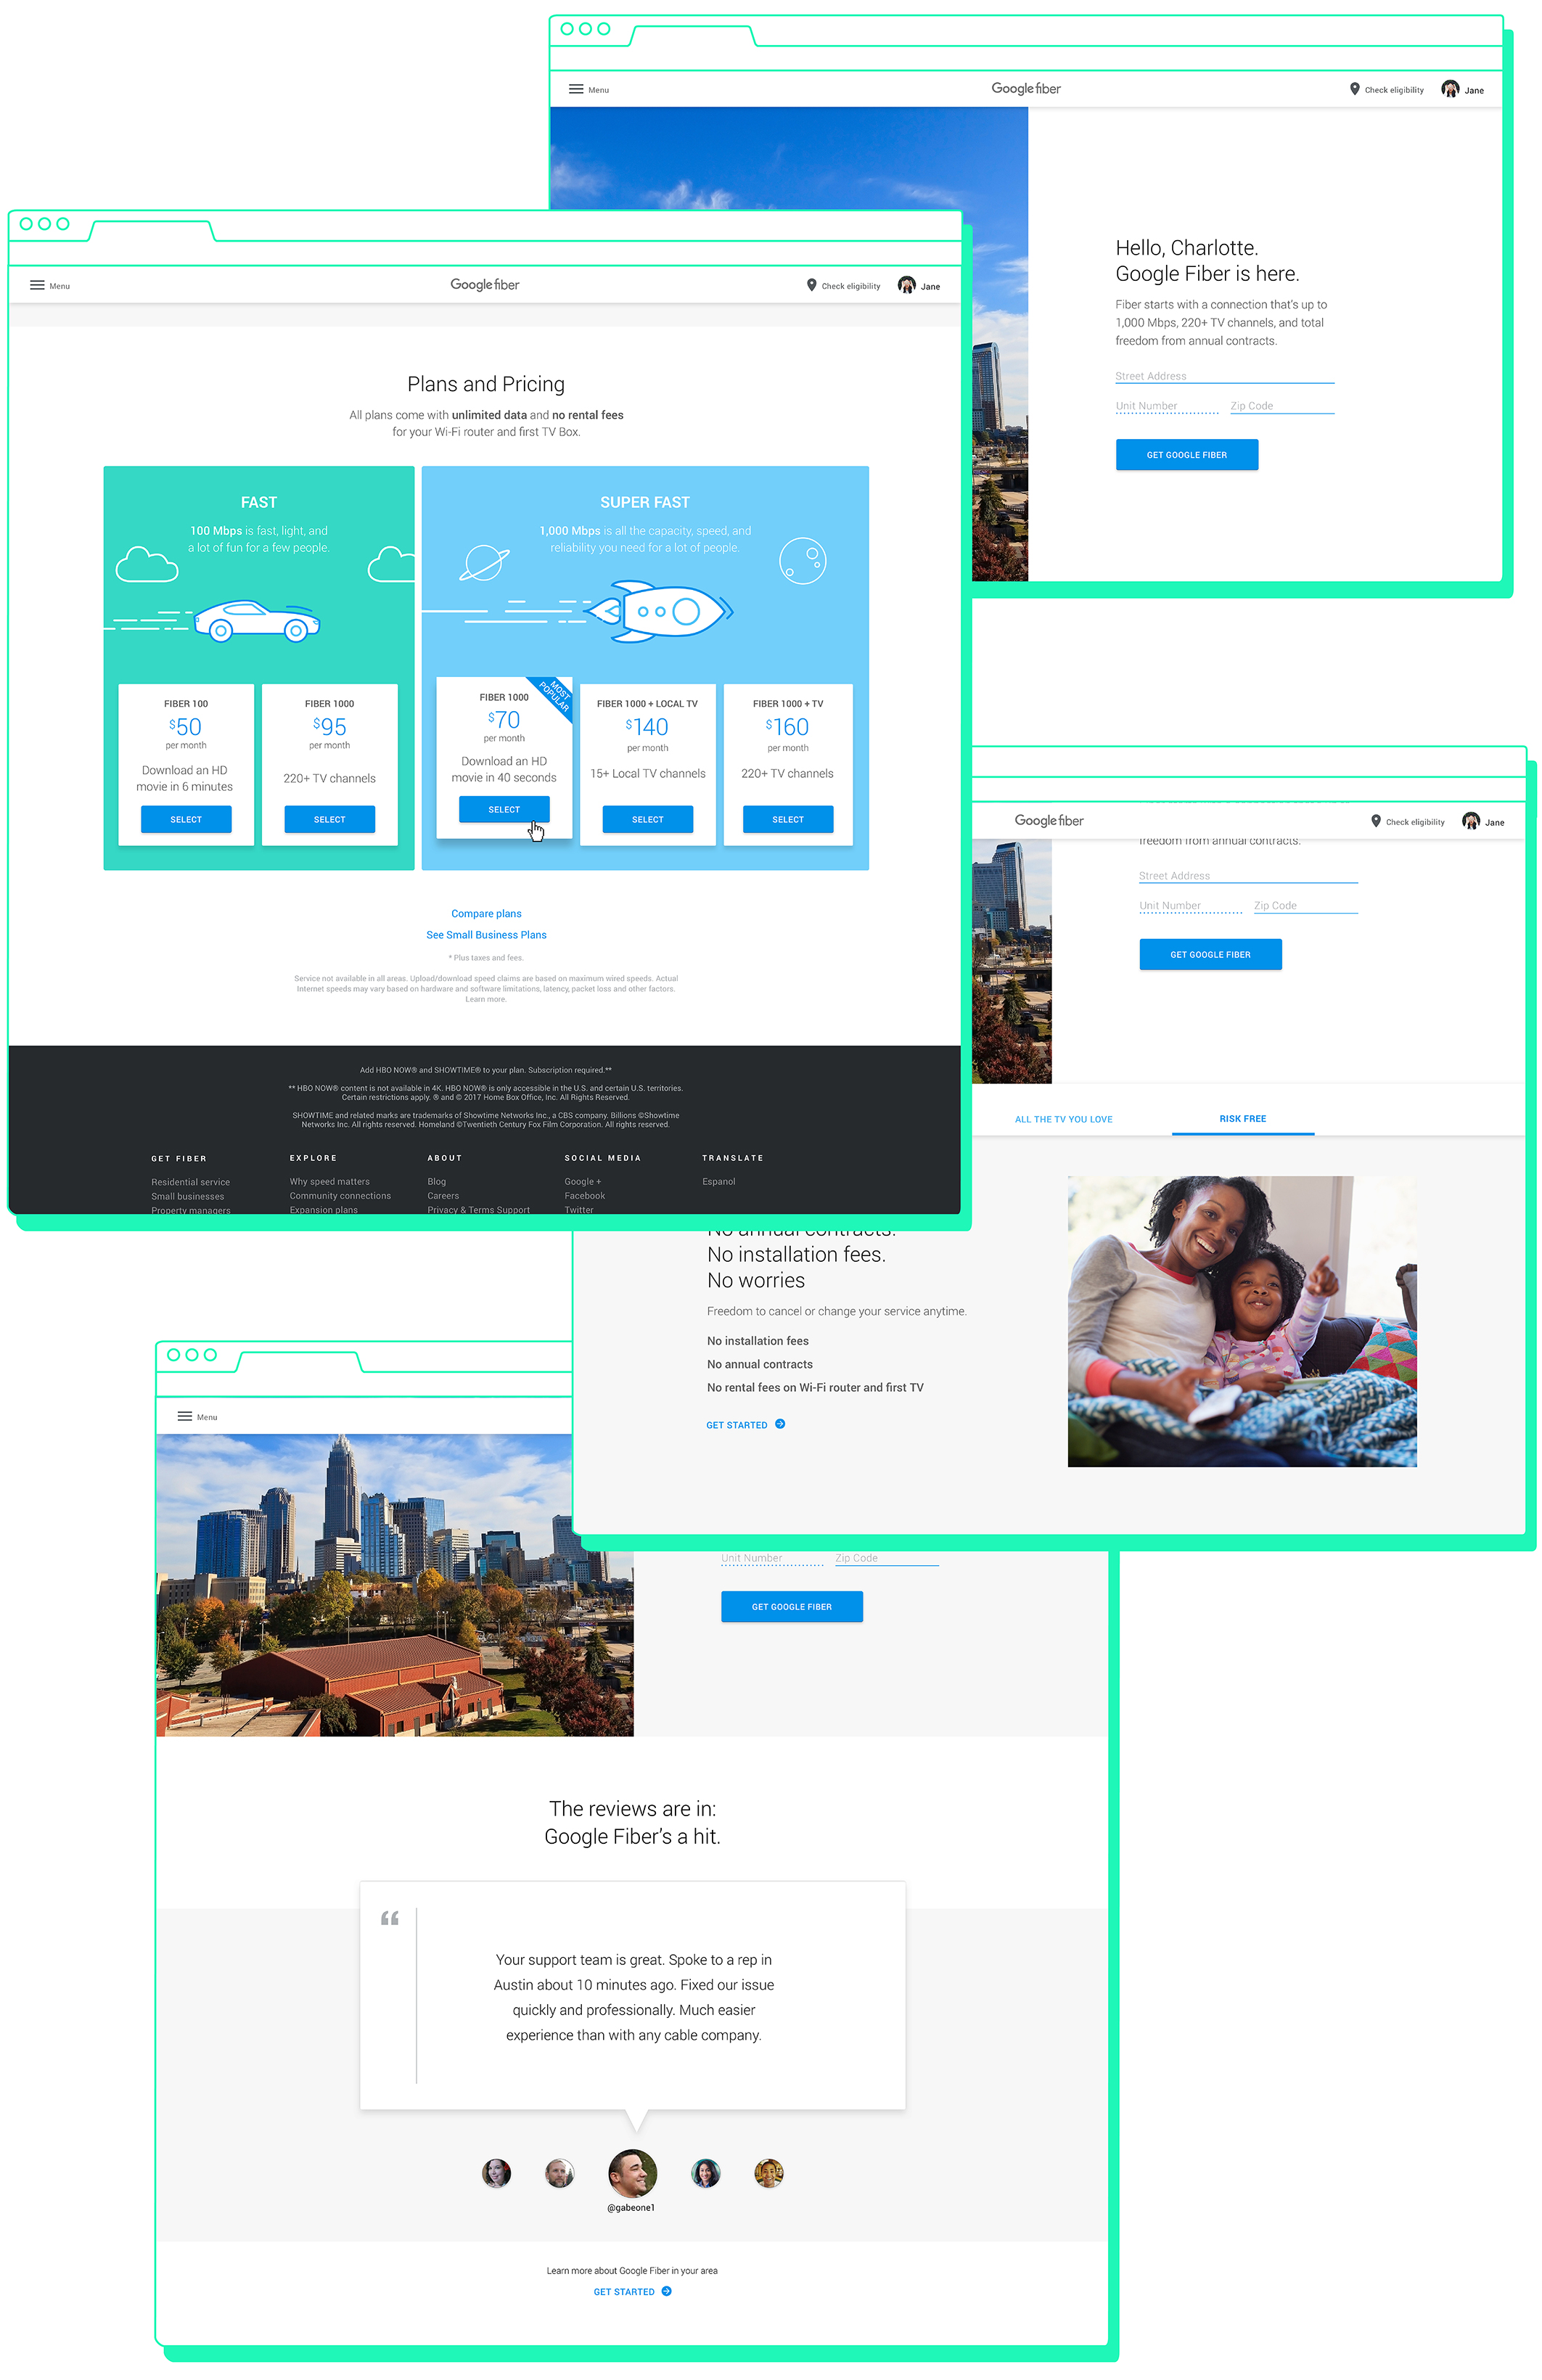 Menu
Google fiber
Check eligibility
Jane
Hello, Charlotte.
Google Fiber is here.
Fiber starts with a connection that's up to
1,000 Mbps, 220+ TV channels, and total
freedom from annual contracts.
Street Address
Unit Number
Zip Code
GET GOOGLE FIBER
Menu
Google fiber
Check eligibility
Jane
Plans and Pricing
All plans come with unlimited data and no rental fees
for your Wi-Fi router and first TV Box.
FAST
100 Mbps is fast, light, and
a lot of fun for a few people.
SUPER FAST
1,000 Mbps is all the capacity, speed, and
reliability you need for a lot of people.
FIBER 100
$50
per month
Download an HD
movie in 6 minutes
SELECT
FIBER 1000
$95
per month
220+ TV channels
SELECT
MOST
POPULAR
FIBER 1000
$70
per month
Download an HD
movie in 40 seconds
SELECT
FIBER 1000 + LOCAL TV
$140
per month
15+ Local TV channels
SELECT
FIBER 1000 + TV
$160
per month
220+ TV channels
SELECT
Compare plans
See Small Business Plans
* Plus taxes and fees.
Service not available in all areas. Upload/download speed claims are based on maximum wired speeds. Actual
Internet speeds may vary based on hardware and software limitations, latency, packet loss and other factors.
Learn more.
Add HBO NOW® and SHOWTIME® to your plan. Subscription required.**
** HBO NOW® content is not available in 4K. HBO NOW® is only accessible in the U.S. and certain U.S. territories.
Certain restrictions apply. ® and © 2017 Home Box Office, Inc. All Rights Reserved.
SHOWTIME and related marks are trademarks of Showtime Networks Inc., a CBS company. Billions ©Showtime
Networks Inc. All rights reserved. Homeland ©Twentieth Century Fox Film Corporation. All rights reserved.
GET FIBER
Residential service
Small businesses
Property managers
EXPLORE
Why speed matters
Community connections
Expansion plans
ABOUT
Blog
Careers
Privacy & Terms Support
SOCIAL MEDIA
Google +
Facebook
Twitter
TRANSLATE
Espanol
Google fiber
Check eligibility
Jane
freedom from annual contracts.
Street Address
Unit Number
Zip Code
GET GOOGLE FIBER
ALL THE TV YOU LOVE
RISK FREE
No annual contracts.
No installation fees.
No worries
Freedom to cancel or change your service anytime.
No installation fees
No annual contracts
No rental fees on Wi-Fi router and first TV
GET STARTED
Menu
Unit Number
Zip Code
GET GOOGLE FIBER
The reviews are in:
Google Fiber's a hit.
“
Your support team is great. Spoke to a rep in
Austin about 10 minutes ago. Fixed our issue
quickly and professionally. Much easier
experience than with any cable company.
@gabeone1
Learn more about Google Fiber in your area
GET STARTED